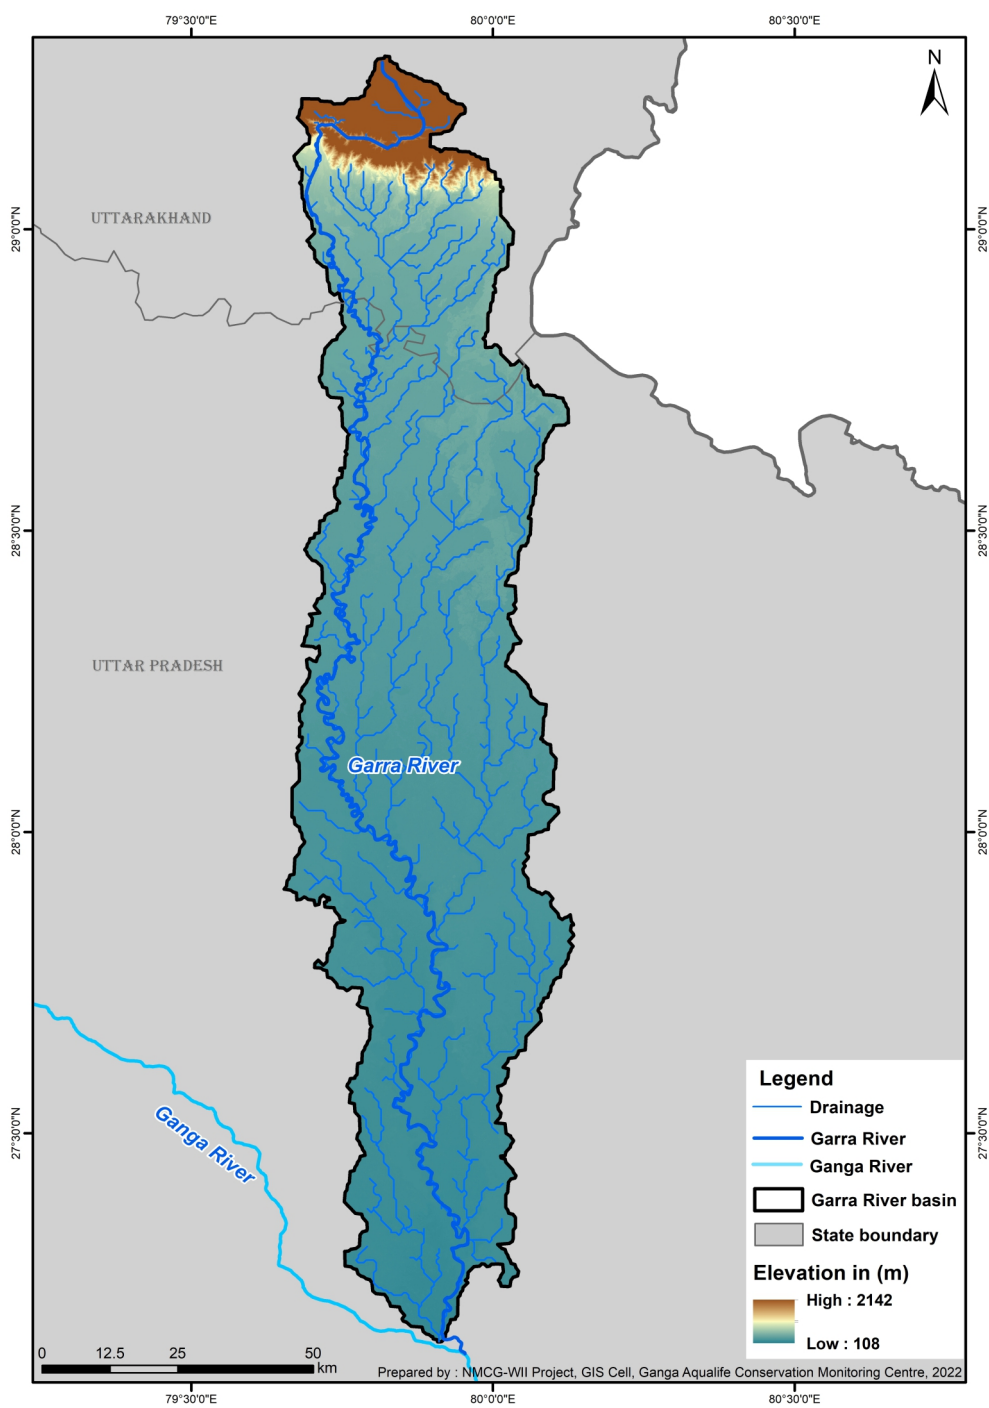 79°30'0"E
80°0'0"E
80°30'0"E
N
29°0'0"N
29°0'0"N
UTTARAKHAND
28°30'0"N
28°30'0"N
UTTAR PRADESH
Garra River
28°0'0"N
28°0'0"N
Ganga River
27°30'0"N
27°30'0"N
Legend
Drainage
Garra River
Ganga River
Garra River basin
State boundary
Elevation in (m)
High : 2142
Low : 108
0 12.5 25 50
km
Prepared by : NMCG-WII Project, GIS Cell, Ganga Aqualife Conservation Monitoring Centre, 2022
79°30'0"E
80°0'0"E
80°30'0"E